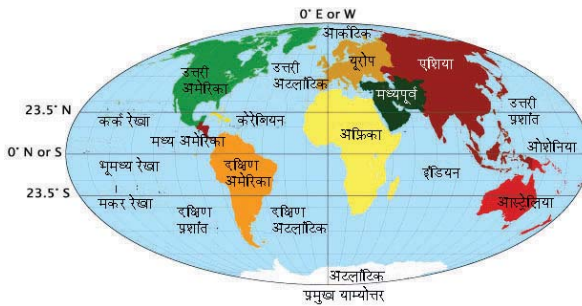 0° E or W
आर्कटिक
यूरोप
एशिया
उत्तरी
अमेरिका
उत्तरी
अटलांटिक
मध्यपूर्व
23.5° N
उत्तरी
प्रशांत
कर्क रेखा
केरेबियन
अफ्रिका
मध्य अमेरिका
ओशेनिया
0° N or S
भूमध्य रेखा
दक्षिण
अमेरिका
इंडियन
23.5° S
मकर रेखा
दक्षिण
प्रशांत
दक्षिण
अटलांटिक
आस्ट्रेलिया
अटलांटिक
प्रमुख याम्योत्तर